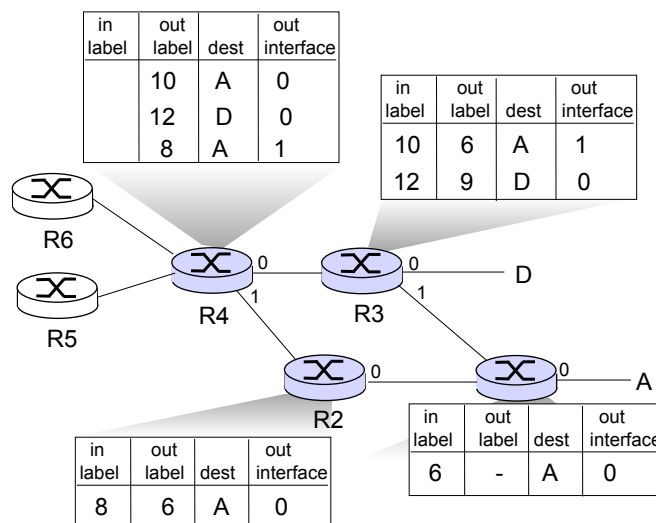 in out out
label label dest interface
10 A 0
12 D 0
8 A 1
in out out
label label dest interface
10 6 A 1
12 9 D 0
R6
0 0 D
1 1
R5 R4 R3
0 0 A
R2
in out out
label label dest interface
6 - A 0
in out out
label label dest interface
8 6 A 0